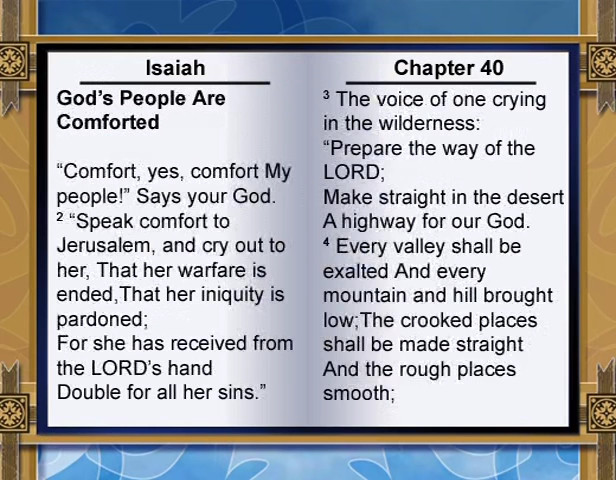 Isaiah
God's People Are
Comforted
“Comfort, yes, comfort My
people!” Says your God.
² “Speak comfort to
Jerusalem, and cry out to
her, That her warfare is
ended,That her iniquity is
pardoned;
For she has received from
the LORD's hand
Double for all her sins.”
Chapter 40
³ The voice of one crying
in the wilderness:
“Prepare the way of the
LORD;
Make straight in the desert
A highway for our God.
⁴ Every valley shall be
exalted And every
mountain and hill brought
low;The crooked places
shall be made straight
And the rough places
smooth;